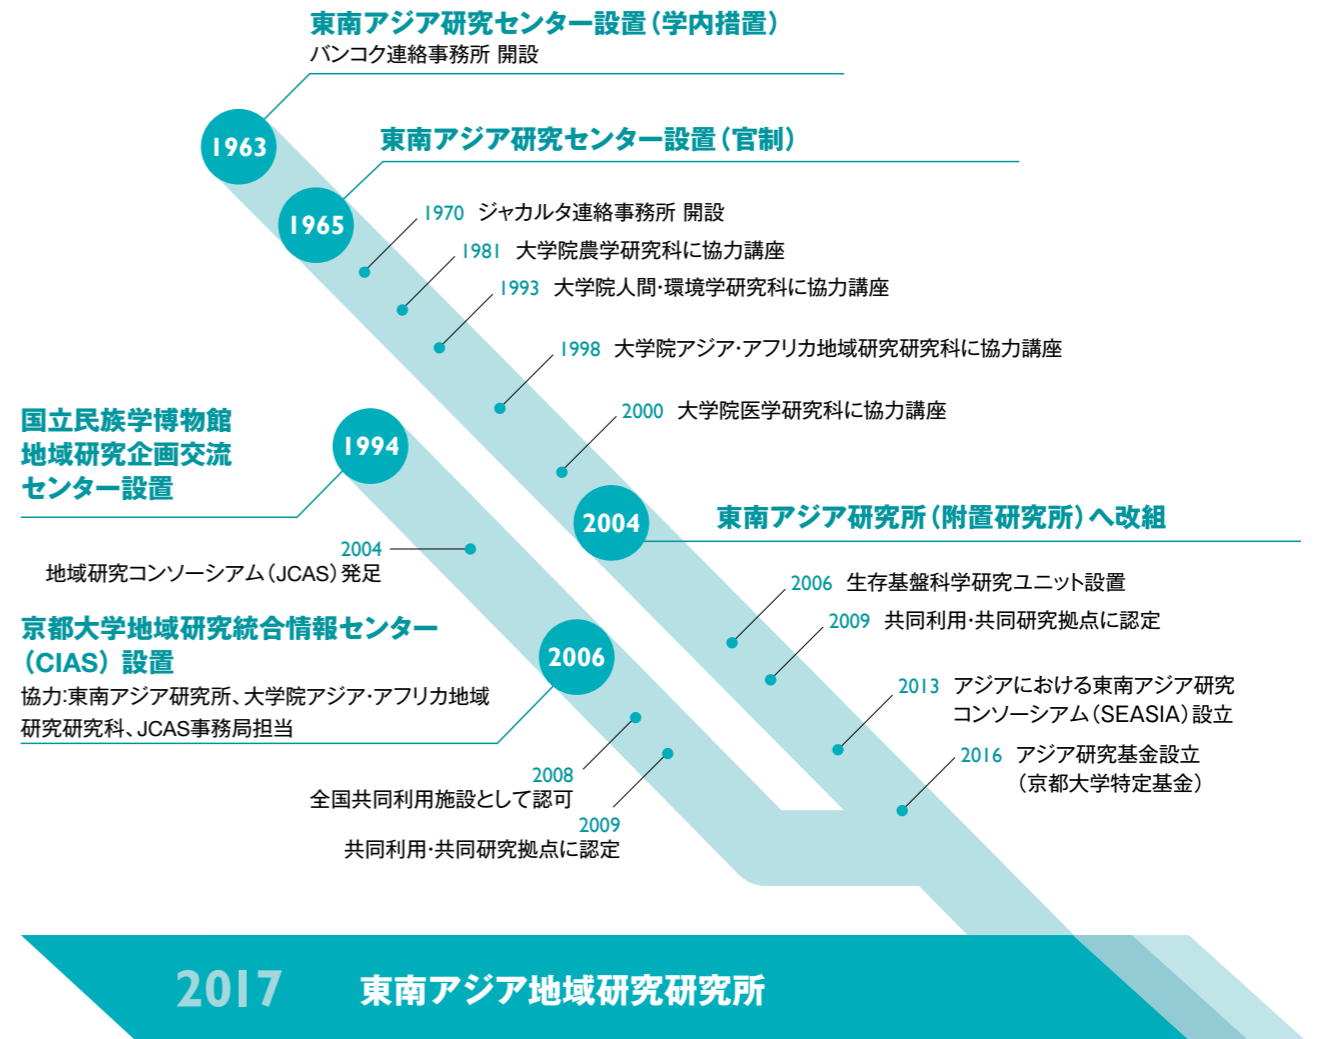 東南アジア研究センター設置（学内措置）
バンコク連絡事務所 開設
1963
東南アジア研究センター設置（官制）
1965
1970 ジャカルタ連絡事務所 開設
1981 大学院農学研究科に協力講座
1993 大学院人間・環境学研究科に協力講座
1998 大学院アジア・アフリカ地域研究研究科に協力講座
2000 大学院医学研究科に協力講座
2004
東南アジア研究所（附置研究所）へ改組
2006 生存基盤科学研究ユニット設置
2009 共同利用・共同研究拠点に認定
2013 アジアにおける東南アジア研究
コンソーシアム（SEASIA）設立
2016 アジア研究基金設立
（京都大学特定基金）
国立民族学博物館
地域研究企画交流
センター設置
1994
2004
地域研究コンソーシアム（JCAS）発足
京都大学地域研究統合情報センター
（CIAS）設置
協力：東南アジア研究所、大学院アジア・アフリカ地域
研究研究科、JCAS事務局担当
2006
2008
全国共同利用施設として認可
2009
共同利用・共同研究拠点に認定
2017 東南アジア地域研究研究所